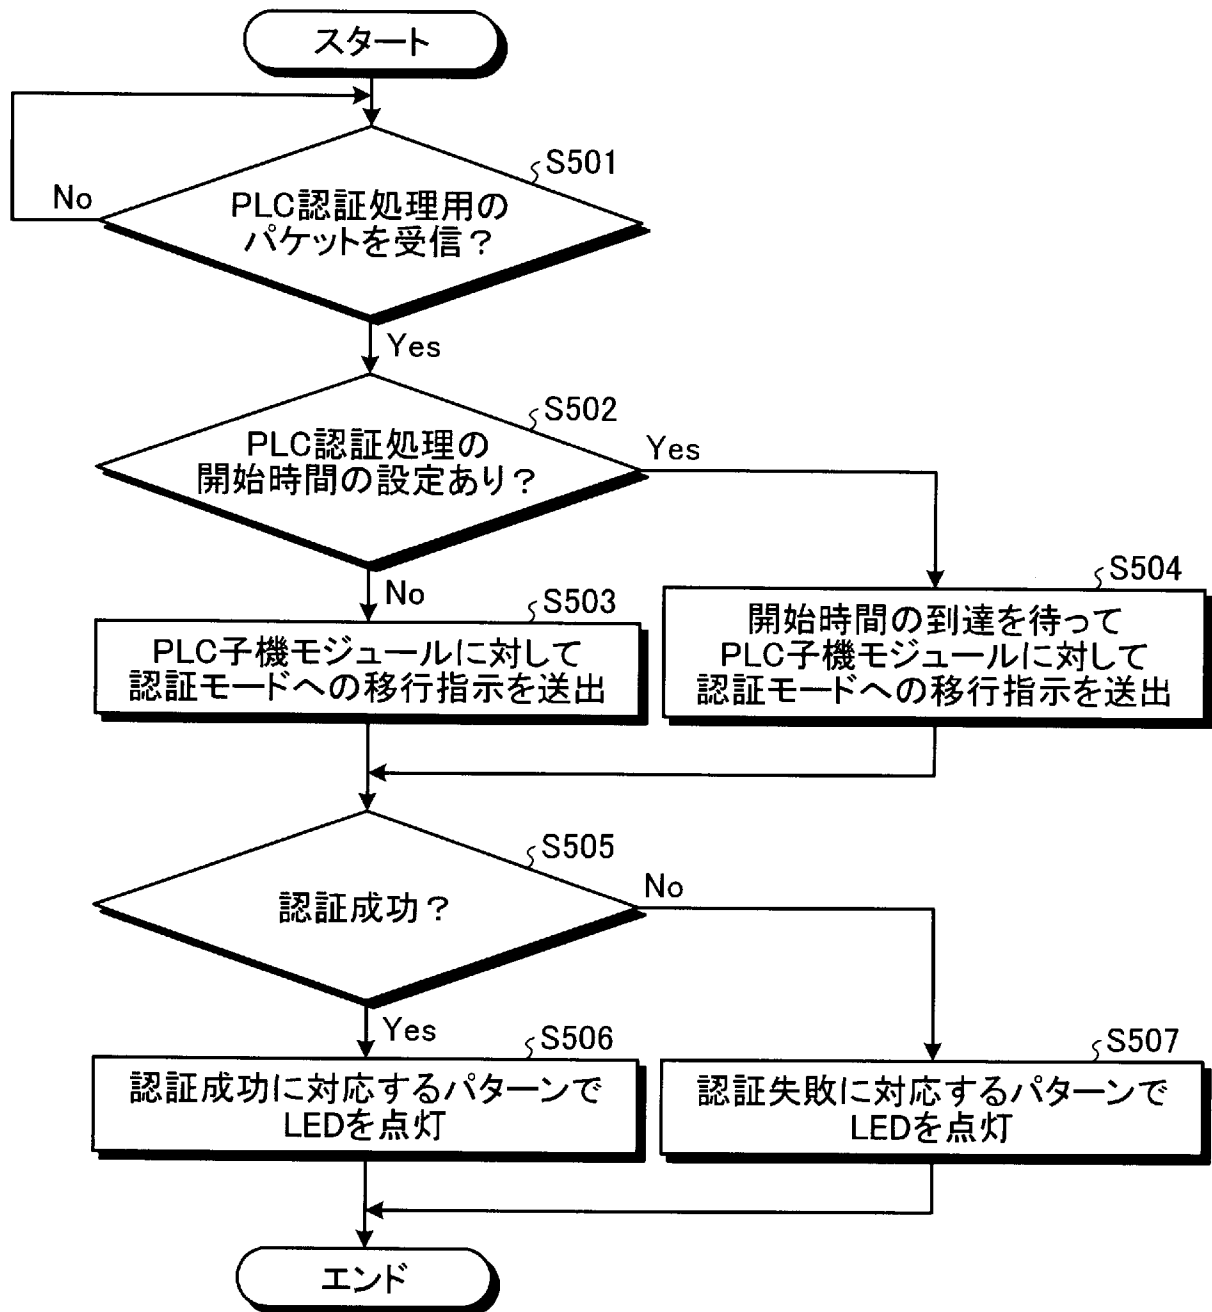 スタート
S501
No
PLC認証処理用の
パケットを受信？
Yes
S502
PLC認証処理の
開始時間の設定あり？
Yes
No
S503
PLC子機モジュールに対して
認証モードへの移行指示を送出
S504
開始時間の到達を待って
PLC子機モジュールに対して
認証モードへの移行指示を送出
S505
認証成功？
No
Yes
S506
認証成功に対応するパターンで
LEDを点灯
S507
認証失敗に対応するパターンで
LEDを点灯
エンド